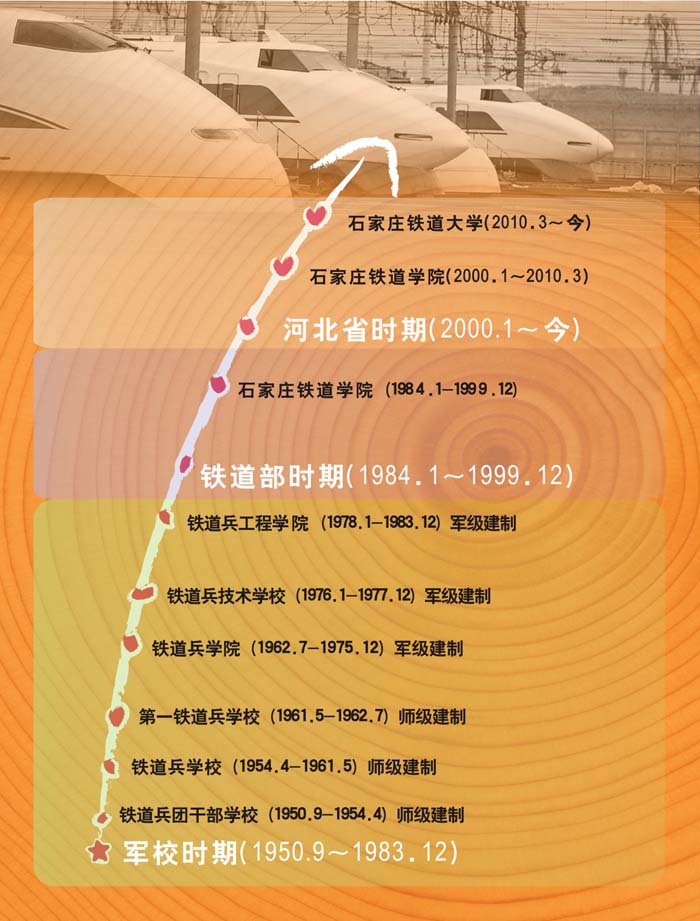 石家庄铁道大学(2010.3～今)
石家庄铁道学院(2000.1～2010.3)
河北省时期(2000.1～今)
石家庄铁道学院 (1984.1—1999.12)
铁道部时期(1984.1～1999.12)
铁道兵工程学院 (1978.1—1983.12) 军级建制
铁道兵技术学校 (1976.1—1977.12) 军级建制
铁道兵学院 (1962.7—1975.12) 军级建制
第一铁道兵学校 (1961.5—1962.7) 师级建制
铁道兵学校 (1954.4—1961.5) 师级建制
铁道兵团干部学校 (1950.9—1954.4) 师级建制
军校时期(1950.9～1983.12)